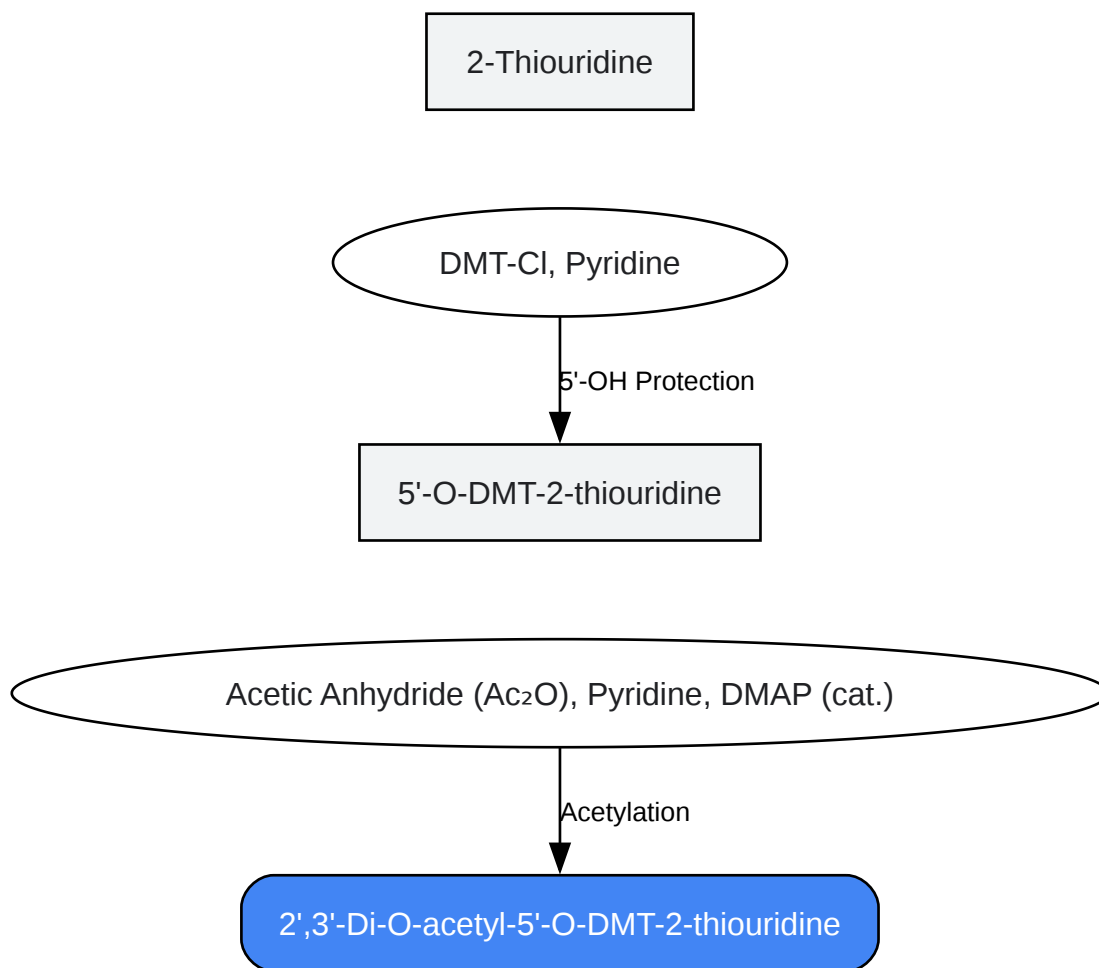 2-Thiouridine
DMT-Cl, Pyridine
5'-OH Protection
5'-O-DMT-2-thiouridine
Acetic Anhydride (Ac₂O), Pyridine, DMAP (cat.)
Acetylation
2',3'-Di-O-acetyl-5'-O-DMT-2-thiouridine